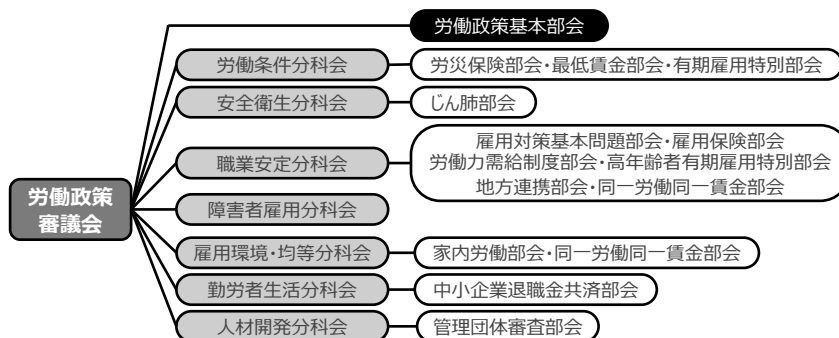 労働政策基本部会
労働条件分科会
労災保険部会・最低賃金部会・有期雇用特別部会
安全衛生分科会
じん肺部会
職業安定分科会
雇用対策基本問題部会・雇用保険部会
労働力需給制度部会・高年齢者有期雇用特別部会
地方連携部会・同一労働同一賃金部会
労働政策
審議会
障害者雇用分科会
雇用環境・均等分科会
家内労働部会・同一労働同一賃金部会
勤労者生活分科会
中小企業退職金共済部会
人材開発分科会
管理団体審査部会